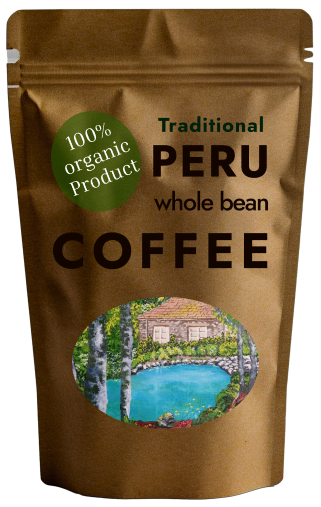 100%
organic
Product
Traditional
PERU
whole bean
COFFEE